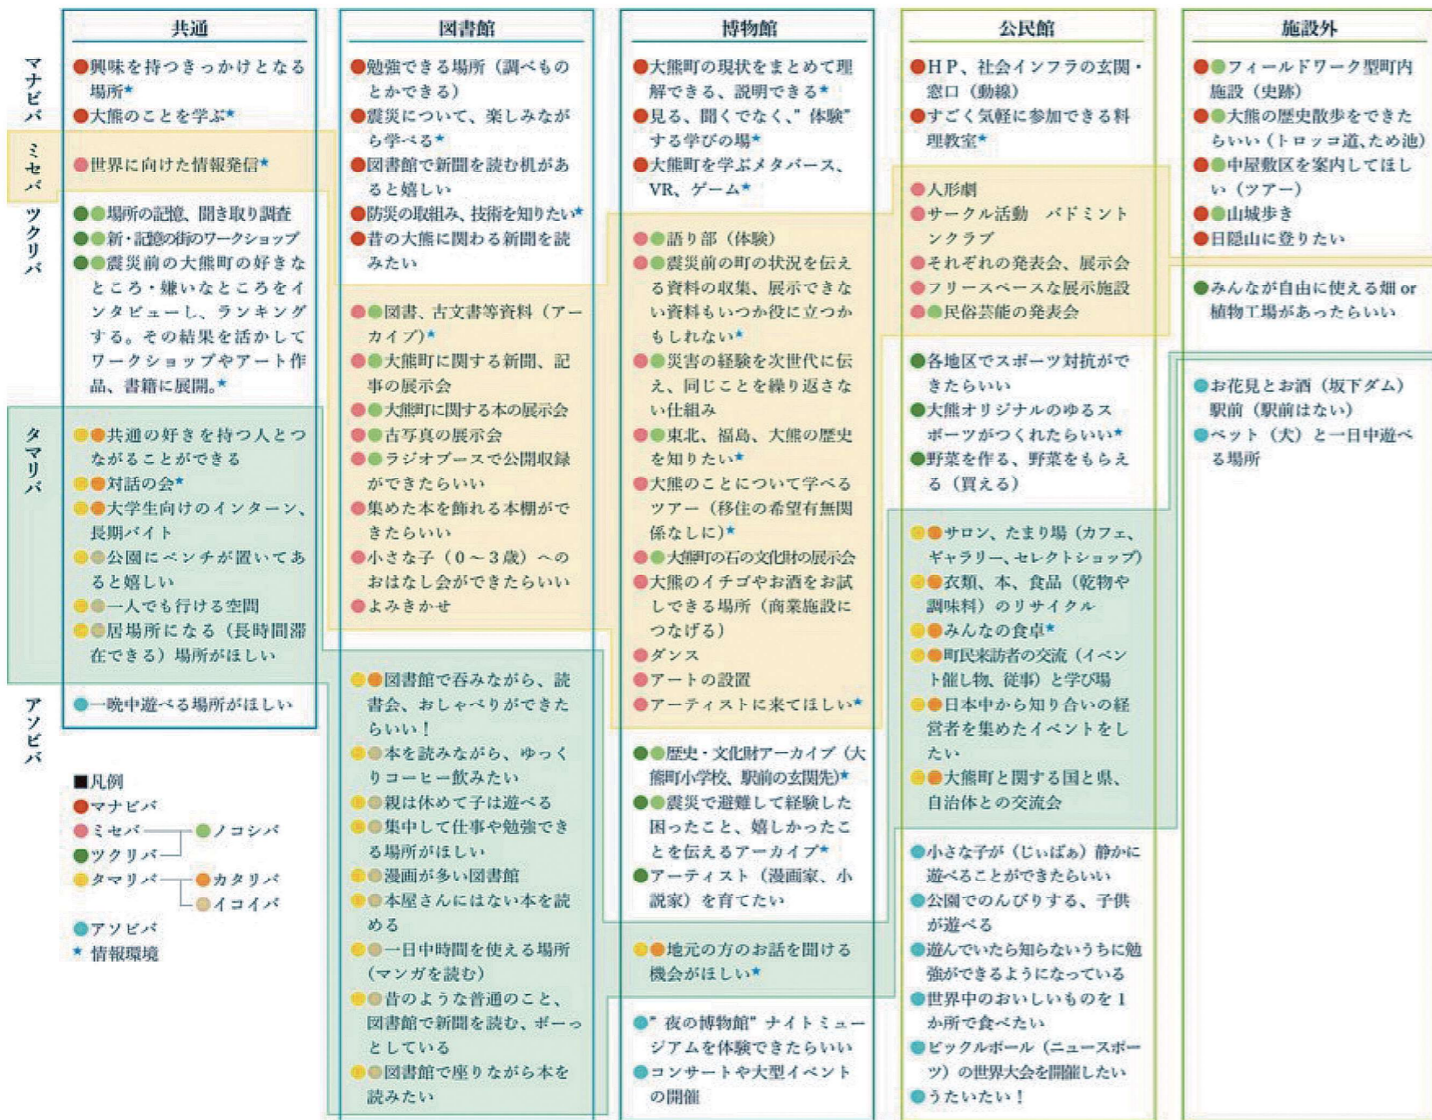 共通
図書館
博物館
公民館
施設外
マナビバ
ミセバ
ツクリバ
タマリバ
アソビバ
●興味を持つきっかけとなる
場所★
●大熊のことを学ぶ★
●世界に向けた情報発信★
●●場所の記憶、聞き取り調査
●●新・記憶の街のワークショップ
●●震災前の大熊町の好きな
ところ・嫌いなところをイ
ンタビューし、ランキング
する。その結果を活かして
ワークショップやアート作
品、書籍に展開。★
●●共通の好きを持つ人とつ
ながることができる
●●対話の会★
●●大学生向けのインターン、
長期バイト
●●公園にベンチが置いてあ
ると嬉しい
●●一人でも行ける空間
●●居場所になる（長時間滞
在できる）場所がほしい
●一晩中遊べる場所がほしい
■凡例
●マナビバ
●ミセバ
●ノコシバ
●ツクリバ
●タマリバ
●カタリバ
●イコイバ
●アソビバ
★ 情報環境
●勉強できる場所（調べもの
とかできる）
●震災について、楽しみなが
ら学べる★
●図書館で新聞を読む机があ
ると嬉しい
●防災の取組み、技術を知りたい★
●昔の大熊に関わる新聞を読
みたい
●●図書、古文書等資料（アー
カイブ）★
●●大熊町に関する新聞、記
事の展示会
●●大熊町に関する本の展示会
●●古写真の展示会
●●ラジオブースで公開収録
ができたらいい
●集めた本を飾れる本棚がで
きたらいい
●小さな子（０～３歳）への
おはなし会ができたらいい
●よみきかせ
●●図書館で呑みながら、読
書会、おしゃべりができた
らいい！
●●本を読みながら、ゆっく
りコーヒー飲みたい
●●親は休めて子は遊べる
●●集中して仕事や勉強でき
る場所がほしい
●●漫画が多い図書館
●●本屋さんにはない本を読
める
●●一日中時間を使える場所
（マンガを読む）
●●昔のような普通のこと、
図書館で新聞を読む、ボーっ
としている
●●図書館で座りながら本を
読みたい
●大熊町の現状をまとめて理
解できる、説明できる★
●見る、聞くでなく、”体験”
する学びの場★
●大熊町を学ぶメタバース、
VR、ゲーム★
●●語り部（体験）
●●震災前の町の状況を伝え
る資料の収集、展示できな
い資料もいつか役に立つか
もしれない★
●●災害の経験を次世代に伝
え、同じことを繰り返さな
い仕組み
●●東北、福島、大熊の歴史
を知りたい★
●大熊のことについて学べる
ツアー（移住の希望有無関
係なしに）★
●●大熊町の石の文化財の展示会
●大熊のイチゴやお酒をお試
しできる場所（商業施設に
つなげる）
●ダンス
●アートの設置
●アーティストに来てほしい★
●●歴史・文化財アーカイブ（大
熊町小学校、駅前の玄関先）★
●●震災で避難して経験した
困ったこと、嬉しかったこ
とを伝えるアーカイブ★
●アーティスト（漫画家、小
説家）を育てたい
●●地元の方のお話を聞ける
機会がほしい★
●”夜の博物館”ナイトミュー
ジアムを体験できたらいい
●コンサートや大型イベント
の開催
●ＨＰ、社会インフラの玄関・
窓口（動線）
●すごく気軽に参加できる料
理教室★
●人形劇
●サークル活動　バドミント
ンクラブ
●それぞれの発表会、展示会
●フリースペースな展示施設
●●民俗芸能の発表会
●各地区でスポーツ対抗がで
きたらいい
●大熊オリジナルのゆるス
ポーツがつくれたらいい★
●野菜を作る、野菜をもらえ
る（買える）
●●サロン、たまり場（カフェ、
ギャラリー、セレクトショップ）
●●衣類、本、食品（乾物や
調味料）のリサイクル
●●みんなの食卓★
●●町民来訪者の交流（イベン
ト催し物、従事）と学び場
●●日本中から知り合いの経
営者を集めたイベントをし
たい
●●大熊町と関する国と県、
自治体との交流会
●小さな子が（じぃばぁ）静かに
遊べることができたらいい
●公園でのんびりする、子供
が遊べる
●遊んでいたら知らないうちに勉
強ができるようになっている
●世界中のおいしいものを１
か所で食べたい
●ピックルボール（ニュースポー
ツ）の世界大会を開催したい
●うたいたい！
●●フィールドワーク型町内
施設（史跡）
●●大熊の歴史散歩をできた
らいい（トロッコ道、ため池）
●●中屋敷区を案内してほし
い（ツアー）
●●山城歩き
●日隠山に登りたい
●みんなが自由に使える畑 or
植物工場があったらいい
●お花見とお酒（坂下ダム）
駅前（駅前はない）
●ペット（犬）と一日中遊べ
る場所